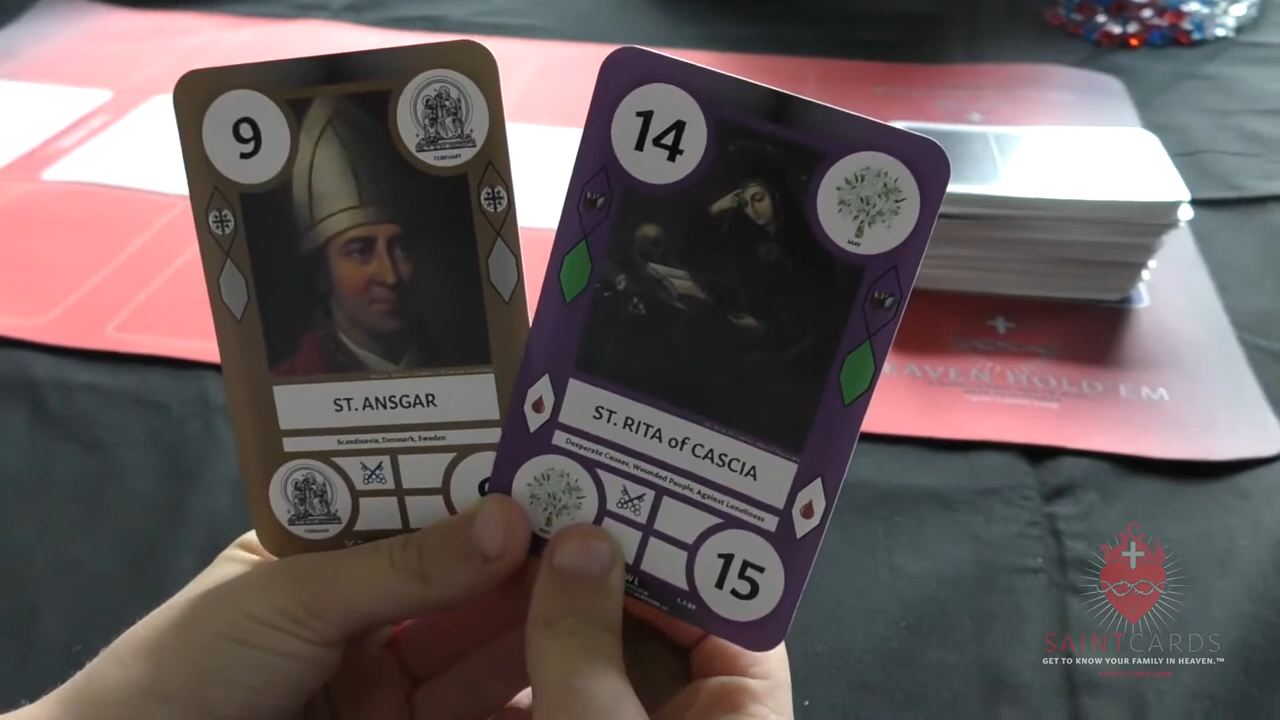 9
FEBRUARY
ST. ANSGAR
Scandinavia, Denmark, Sweden
FEBRUARY
14
MAY
ST. RITA of CASCIA
Desperate Causes, Wounded People, Against Loneliness
15
HEAVEN HOLD'EM
SAINTCARDS
GET TO KNOW YOUR FAMILY IN HEAVEN.™